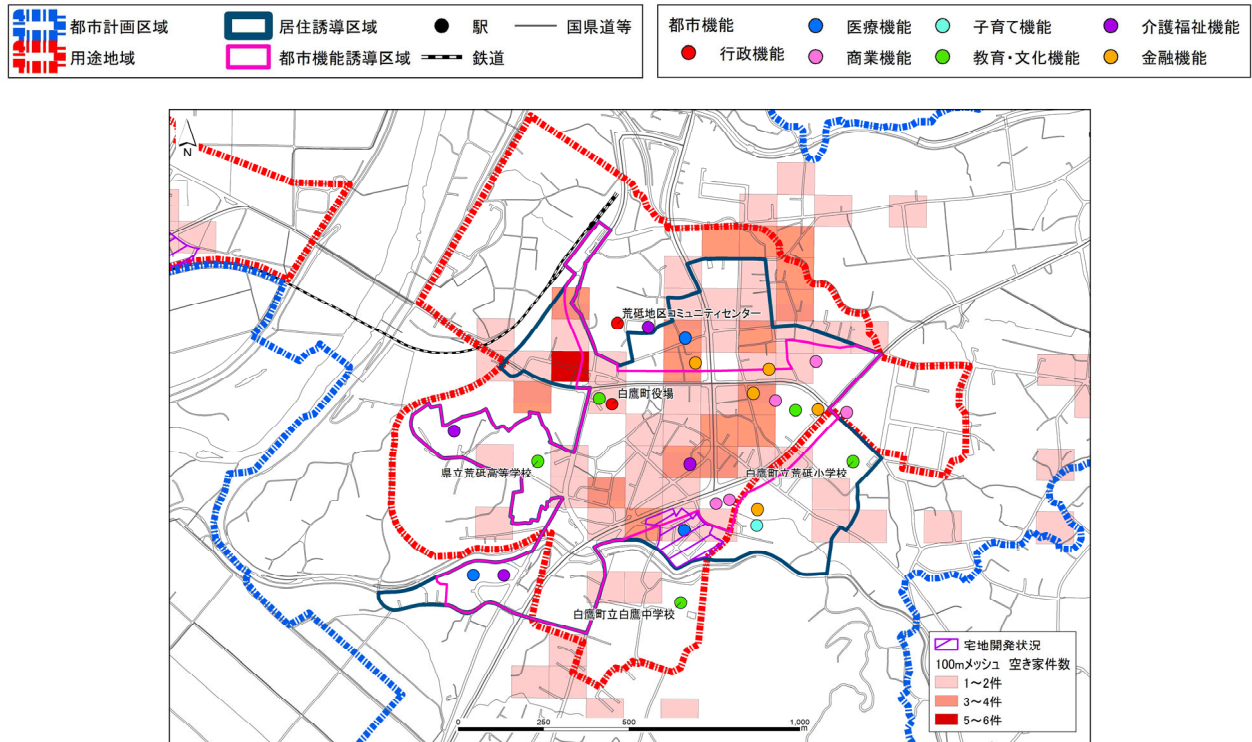 都市計画区域 居住誘導区域 駅 国県道等
用途地域 都市機能誘導区域 鉄道
都市機能 医療機能 子育て機能 介護福祉機能
行政機能 商業機能 教育・文化機能 金融機能
N
荒砥地区コミュニティセンター
白鷹町役場
県立荒砥高等学校
白鷹町立荒砥小学校
白鷹町立白鷹中学校
宅地開発状況
100mメッシュ 空き家件数
1~2件
3~4件
5~6件
0 250 500 1,000
m